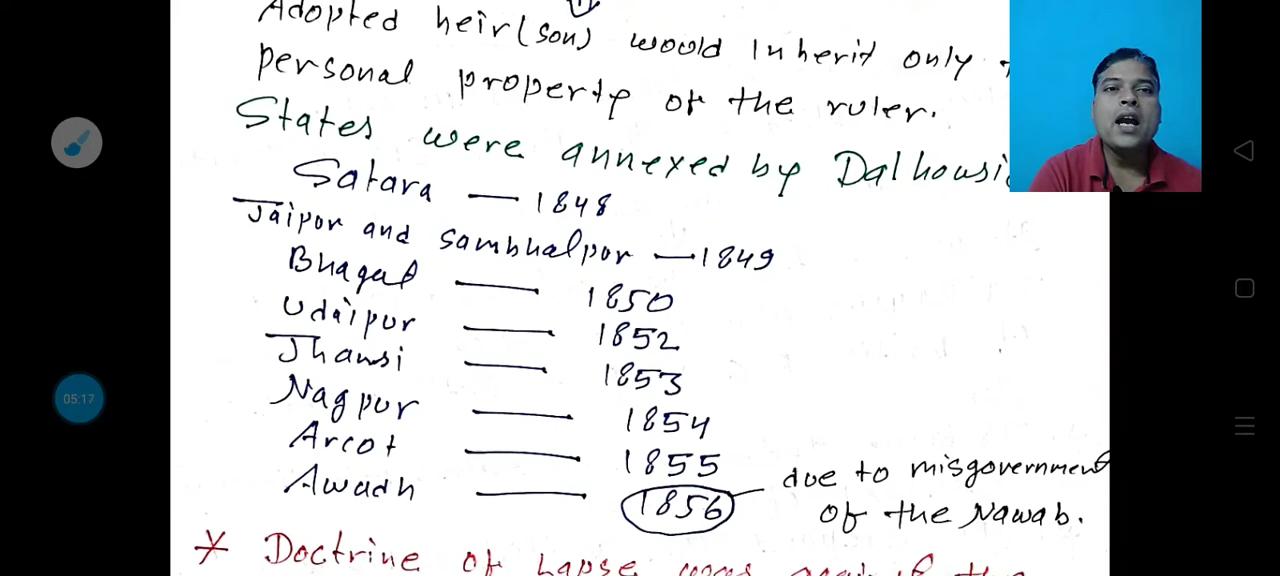 Adopted heir (son) would inherit only
personal property of the ruler.
States were annexed by Dalhousi
Satara — 1848
Jaipur and Sambhalpur — 1849
Bhagat — 1850
Udaipur — 1852
Jhansi — 1853
Nagpur — 1854
Arcot — 1855
Awadh — 1856 — due to misgovernment
of the Nawab.
* Doctrine of Lapse
05:17